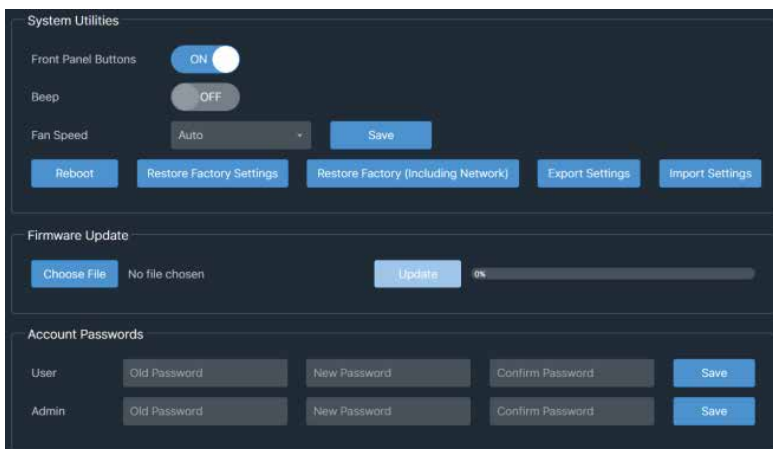 System Utilities
Front Panel Buttons ON
Beep OFF
Fan Speed Auto Save
Reboot Restore Factory Settings Restore Factory (Including Network) Export Settings Import Settings
Firmware Update
Choose File No file chosen Update 0%
Account Passwords
User Old Password New Password Confirm Password Save
Admin Old Password New Password Confirm Password Save